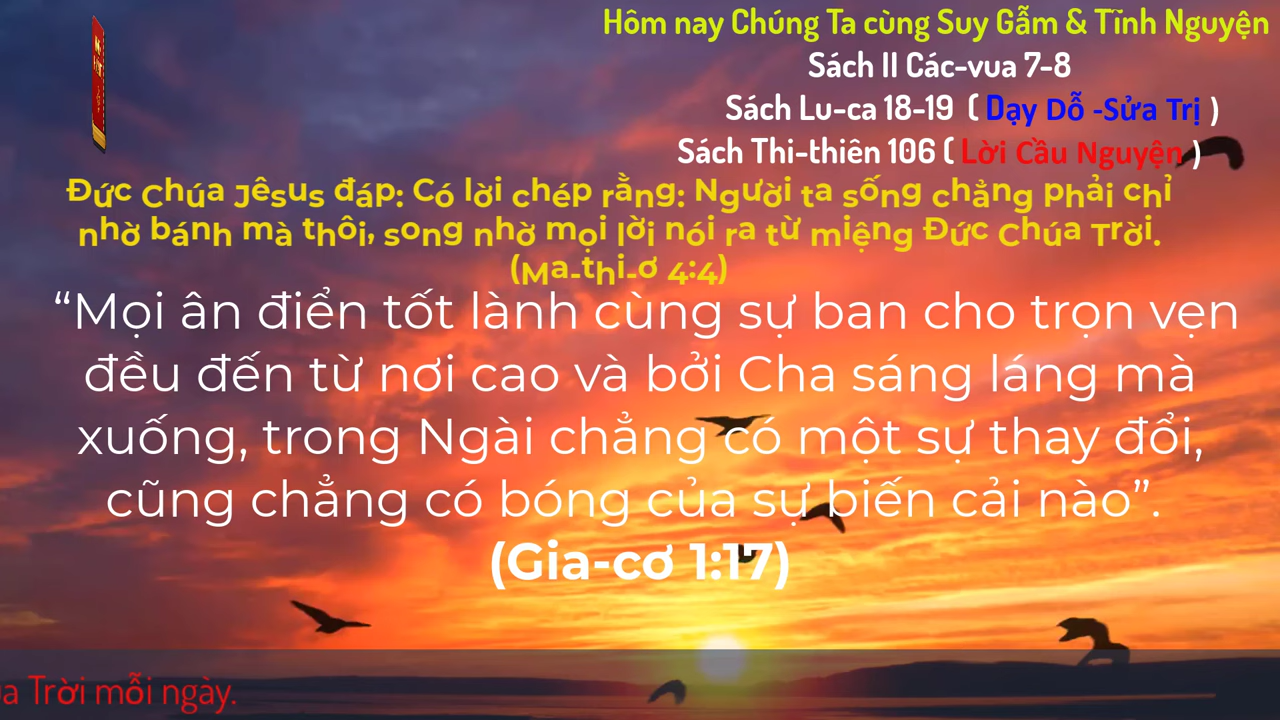 Hôm nay Chúng Ta cùng Suy Gẫm & Tĩnh Nguyện
Sách II Các-vua 7-8
Sách Lu-ca 18-19 ( Dạy Dỗ -Sửa Trị )
Sách Thi-thiên 106 ( Lời Cầu Nguyện )
Đức Chúa Jêsus đáp: Có lời chép rằng: Người ta sống chẳng phải chỉ
nhờ bánh mà thôi, song nhờ mọi lời nói ra từ miệng Đức Chúa Trời.
(Ma-thi-ơ 4:4)
“Mọi ân điển tốt lành cùng sự ban cho trọn vẹn
đều đến từ nơi cao và bởi Cha sáng láng mà
xuống, trong Ngài chẳng có một sự thay đổi,
cũng chẳng có bóng của sự biến cải nào”.
(Gia-cơ 1:17)
Trời mỗi ngày.